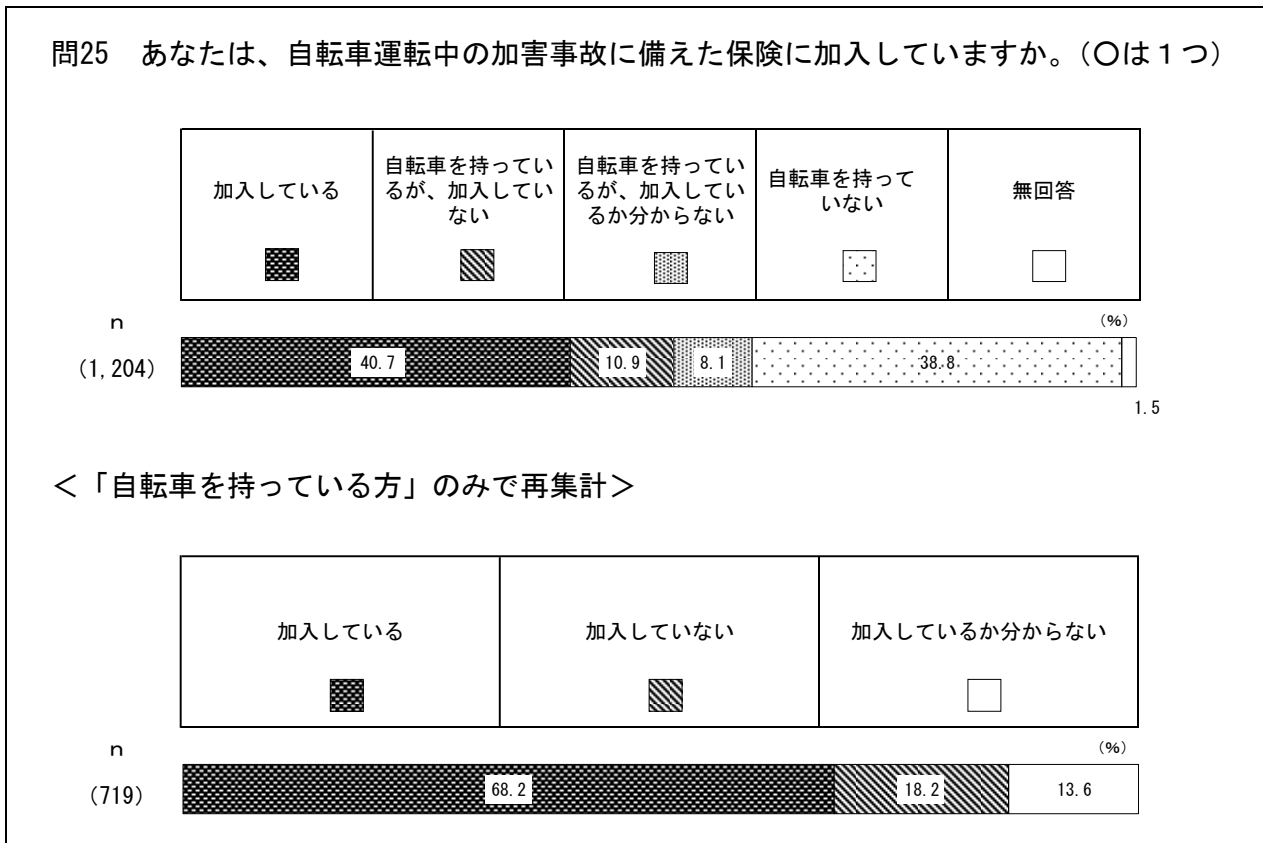 問25　あなたは、自転車運転中の加害事故に備えた保険に加入していますか。（〇は１つ）
加入している
自転車を持ってい
るが、加入してい
ない
自転車を持ってい
るが、加入してい
るか分からない
自転車を持って
いない
無回答
ｎ
（%）
(1,204)
40.7
10.9
8.1
38.8
1.5
＜「自転車を持っている方」のみで再集計＞
加入している
加入していない
加入しているか分からない
ｎ
（%）
(719)
68.2
18.2
13.6